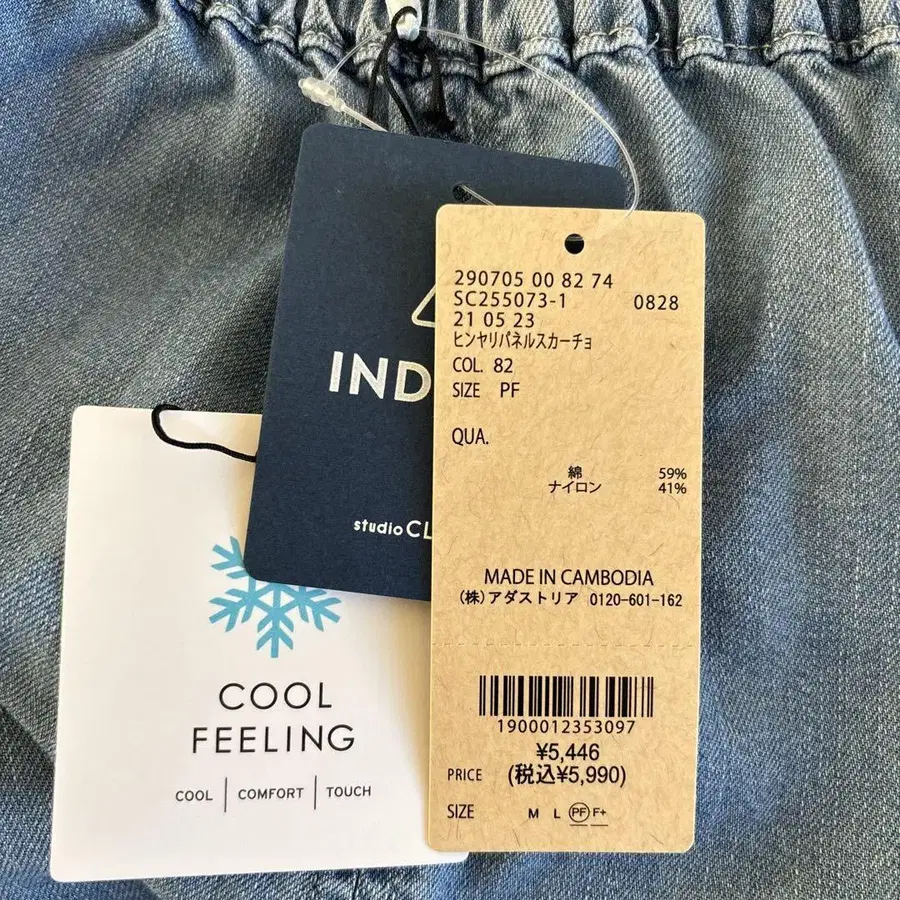 290705 00 82 74
SC255073-1 0828
21 05 23
ヒンヤリパネルスカーチョ
COL. 82
SIZE PF
QUA.
綿 59%
ナイロン 41%
MADE IN CAMBODIA
(株)アダストリア 0120-601-162
1900012353097
¥5,446
PRICE (税込¥5,990)
SIZE M L PF F+
IND
studioCL
COOL
FEELING
COOL | COMFORT | TOUCH